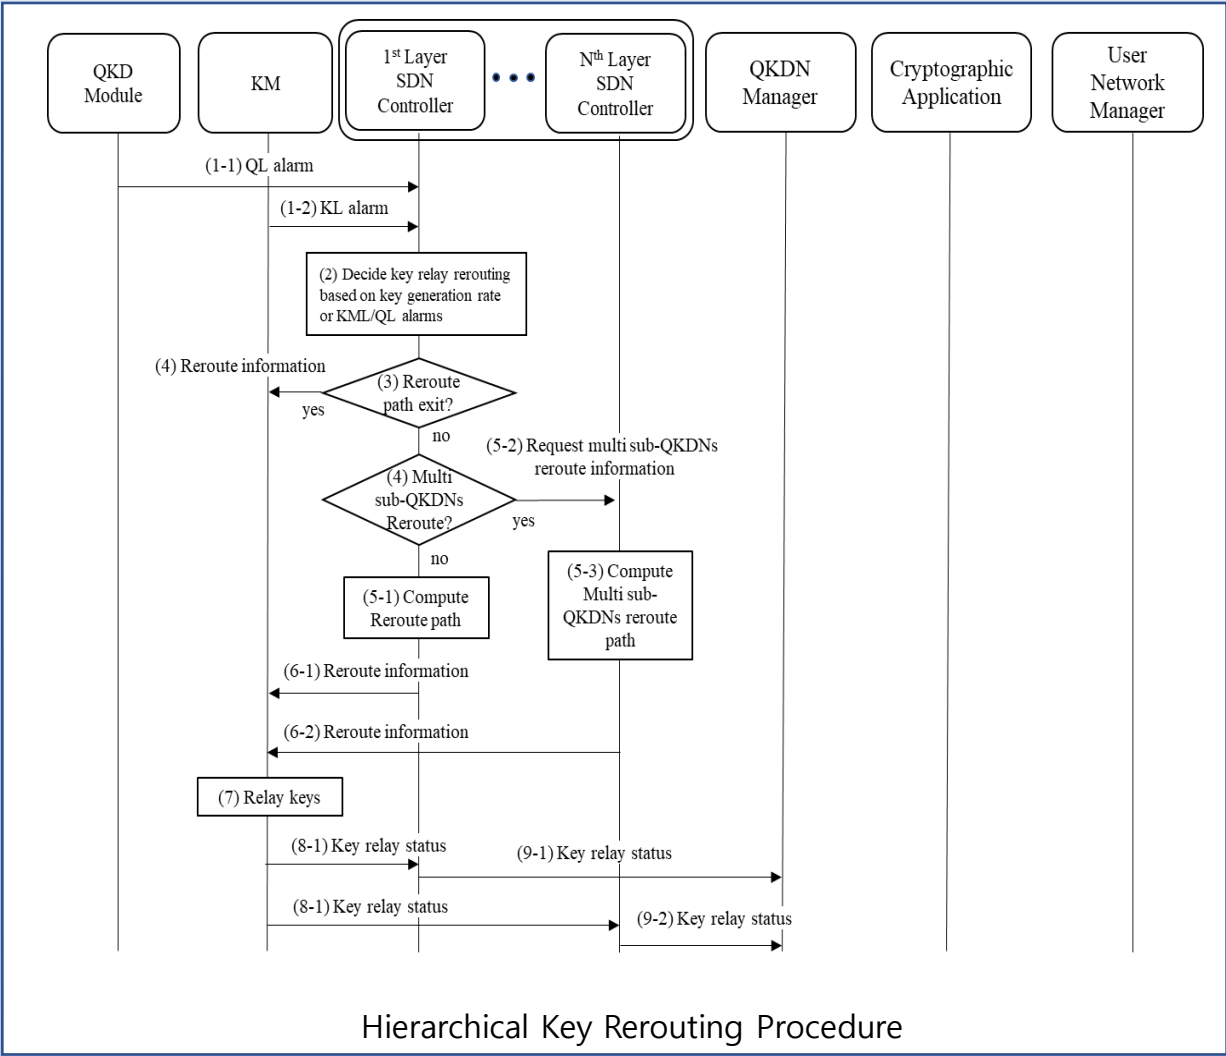 QKD
Module
KM
1st Layer
SDN
Controller
Nth Layer
SDN
Controller
QKDN
Manager
Cryptographic
Application
User
Network
Manager
(1-1) QL alarm
(1-2) KL alarm
(2) Decide key relay rerouting
based on key generation rate
or KML/QL alarms
(4) Reroute information
(3) Reroute
path exit?
yes
no
(5-2) Request multi sub-QKDNs
reroute information
(4) Multi
sub-QKDNs
Reroute?
yes
no
(5-1) Compute
Reroute path
(5-3) Compute
Multi sub-
QKDNs reroute
path
(6-1) Reroute information
(6-2) Reroute information
(7) Relay keys
(8-1) Key relay status
(9-1) Key relay status
(8-1) Key relay status
(9-2) Key relay status
Hierarchical Key Rerouting Procedure